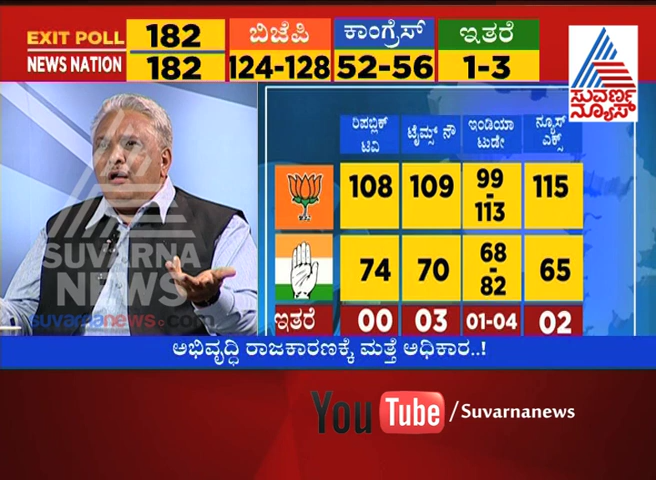 EXIT POLL 182 ಬಿಜೆಪಿ ಕಾಂಗ್ರೆಸ್ ಇತರೆ
NEWS NATION 182 124-128 52-56 1-3
ಸುವರ್ಣ
ನ್ಯೂಸ್
ರಿಪಬ್ಲಿಕ್ ಟಿವಿ ಟೈಮ್ಸ್ ನೌ ಇಂಡಿಯಾ ಟುಡೇ ನ್ಯೂಸ್ ಎಕ್ಸ್
108 109 99-113 115
74 70 68-82 65
ಇತರೆ 00 03 01-04 02
SUVARNA
NEWS
suvarnanews.com
ಅಭಿವೃದ್ಧಿ ರಾಜಕಾರಣಕ್ಕೆ ಮತ್ತೆ ಅಧಿಕಾರ..!
YouTube /Suvarnanews